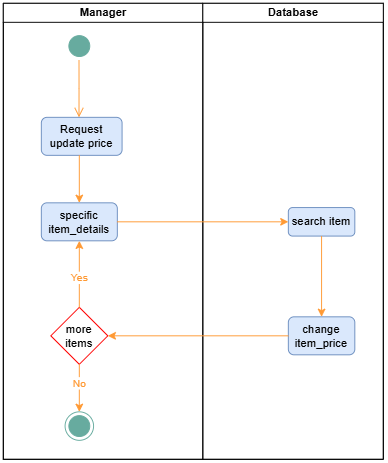 Manager
Database
Request
update price
specific
item_details
search item
Yes
more
items
change
item_price
No